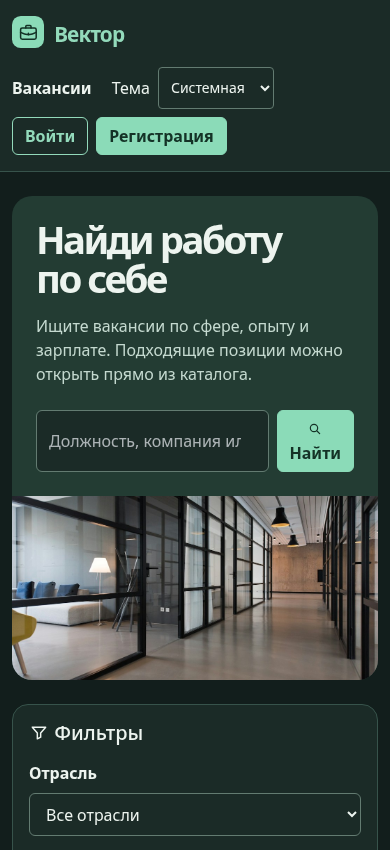 Вектор
Вакансии
Тема
Системная
Войти
Регистрация
Найди работу
по себе
Ищите вакансии по сфере, опыту и
зарплате. Подходящие позиции можно
открыть прямо из каталога.
Должность, компания ил
Найти
Фильтры
Отрасль
Все отрасли